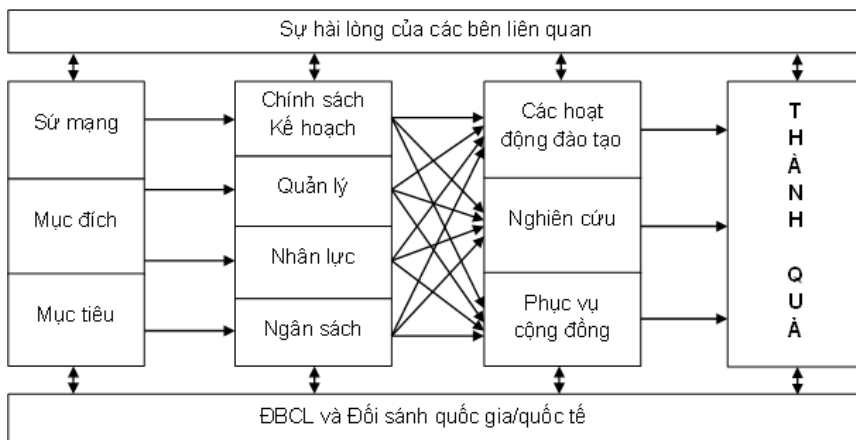 Sự hài lòng của các bên liên quan
Sứ mạng
Mục đích
Mục tiêu
Chính sách
Kế hoạch
Quản lý
Nhân lực
Ngân sách
Các hoạt
động đào tạo
Nghiên cứu
Phục vụ
cộng đồng
T
H
À
N
H
Q
U
Ả
ĐBCL và Đối sánh quốc gia/quốc tế